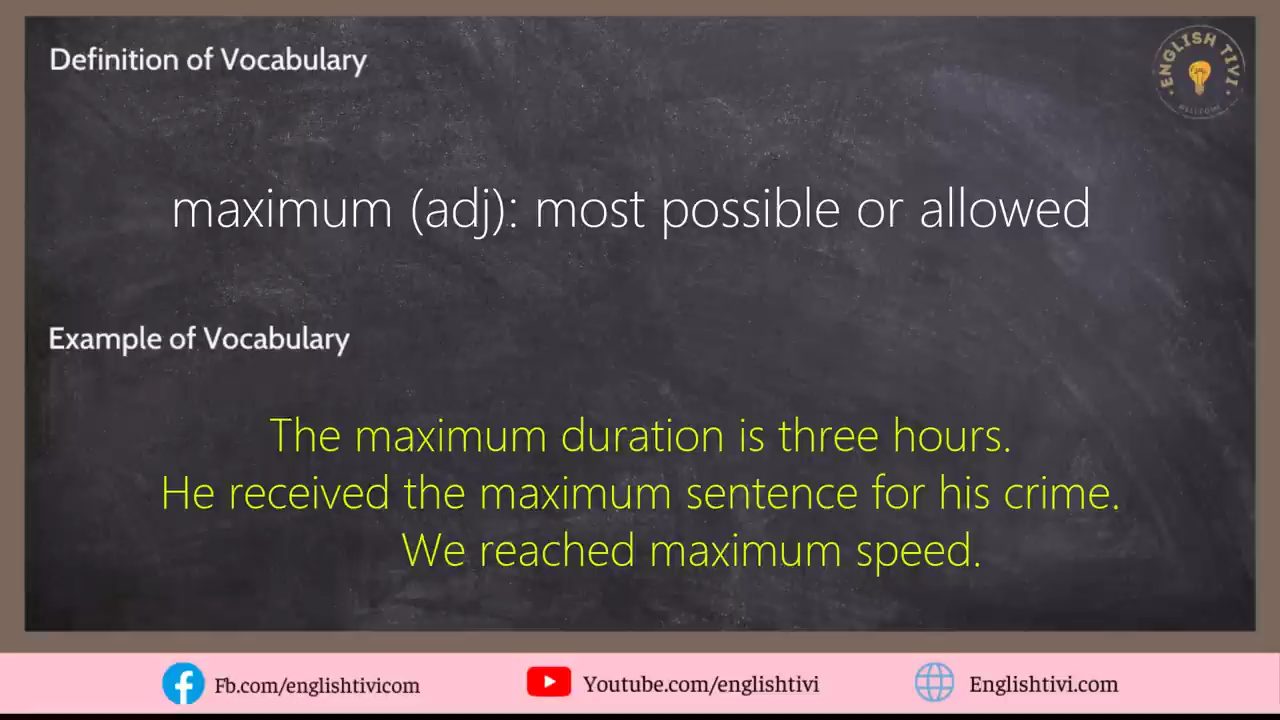 Definition of Vocabulary
ENGLISH TIVI
maximum (adj): most possible or allowed
Example of Vocabulary
The maximum duration is three hours.
He received the maximum sentence for his crime.
We reached maximum speed.
Fb.com/englishtivicom
Youtube.com/englishtivi
Englishtivi.com